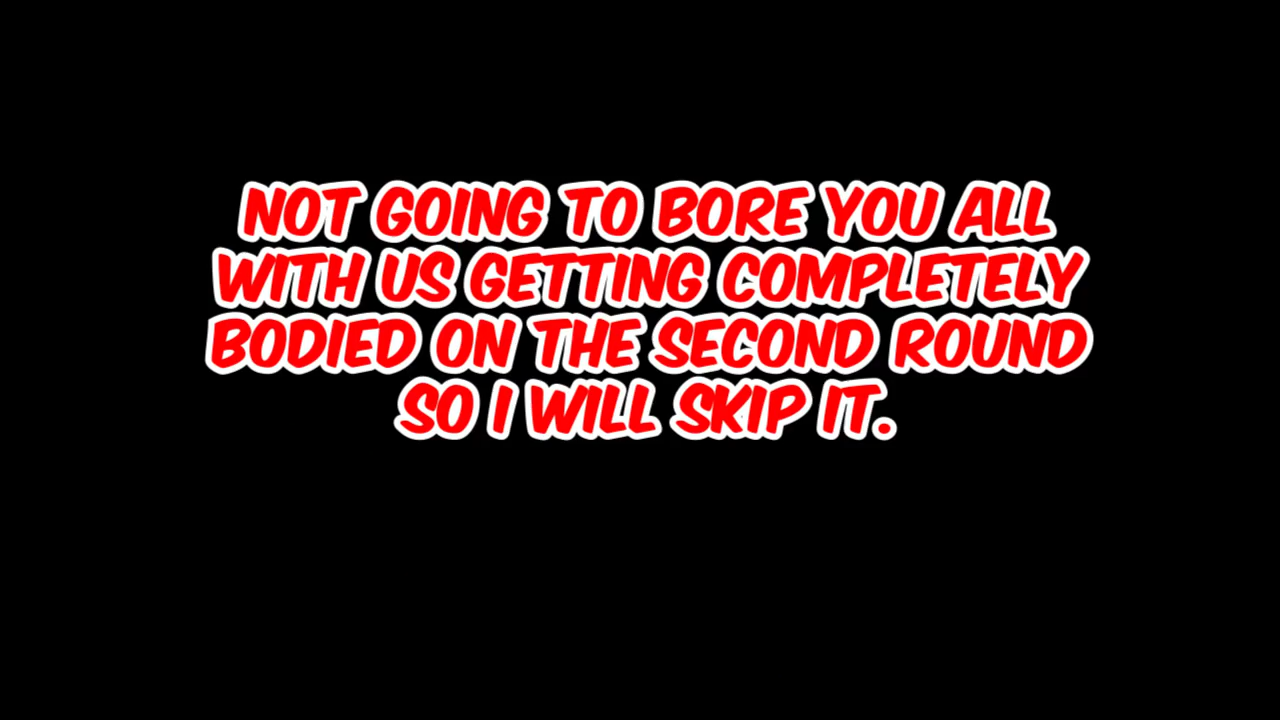 NOT GOING TO BORE YOU ALL
WITH US GETTING COMPLETELY
BODIED ON THE SECOND ROUND
SO I WILL SKIP IT.